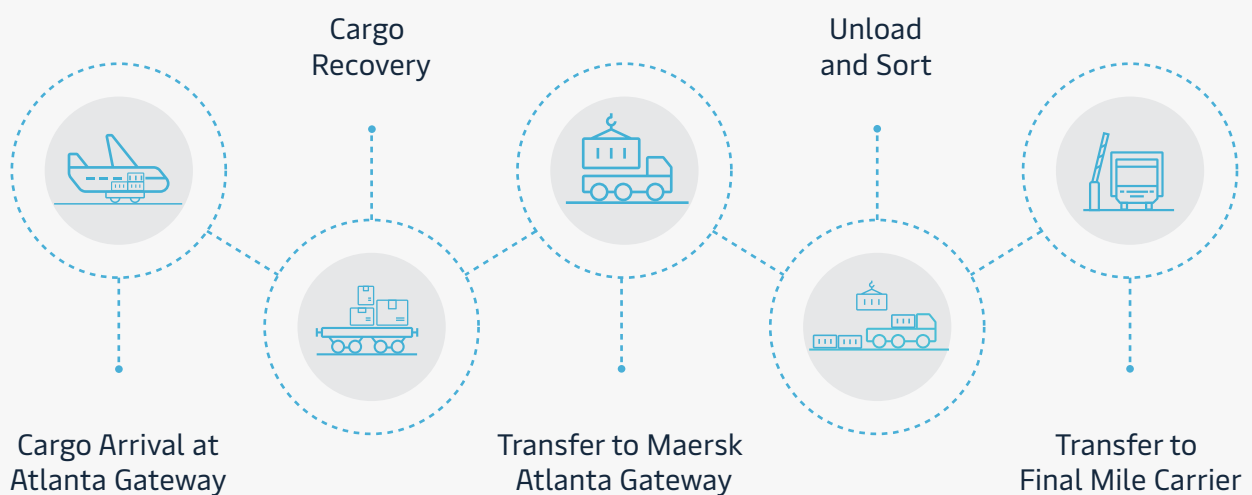 Cargo Arrival at
Atlanta Gateway
Cargo
Recovery
Transfer to Maersk
Atlanta Gateway
Unload
and Sort
Transfer to
Final Mile Carrier